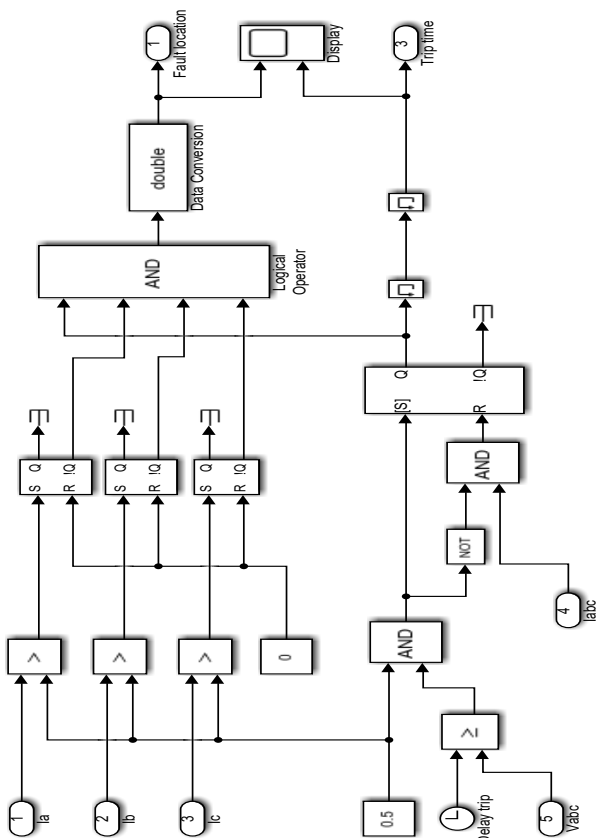 1
Ia
>
S Q
R !Q
2
Ib
>
S Q
R !Q
3
Ic
>
S Q
R !Q
0
AND
Logical
Operator
double
Data Conversion
1
Fault location
Display
0.5
L
Delay trip
≥
5
Vabc
AND
NOT
4
Iabc
AND
[S] Q
R !Q
3
Trip time